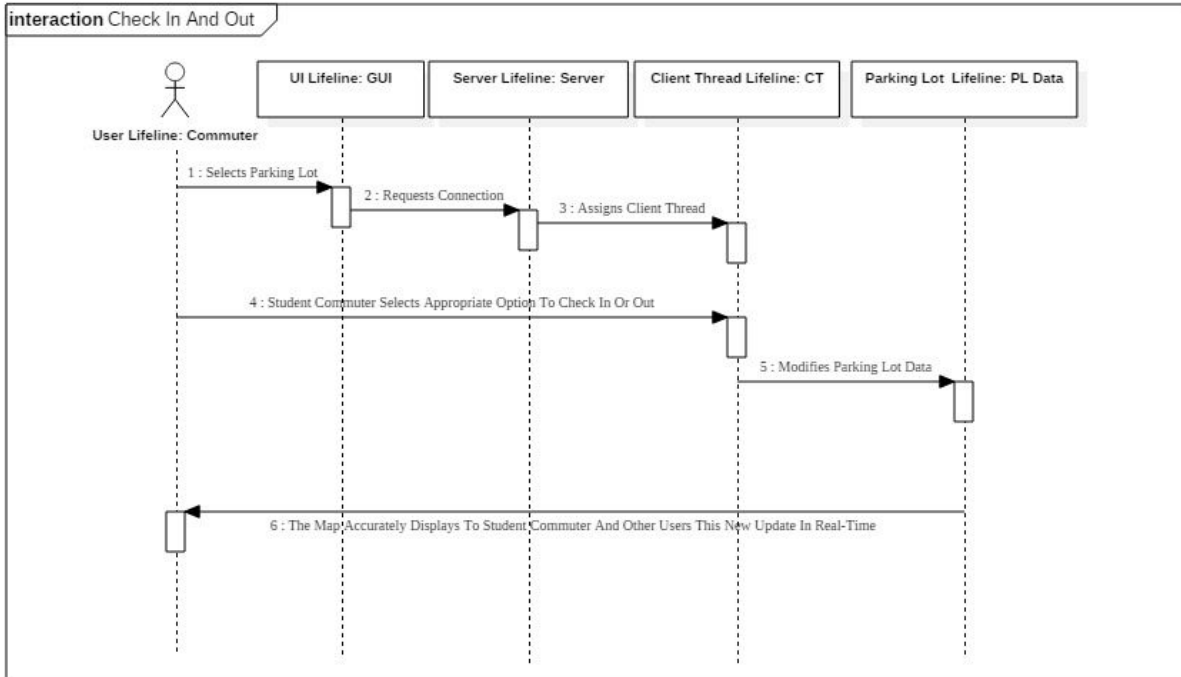 interaction Check In And Out
UI Lifeline: GUI
Server Lifeline: Server
Client Thread Lifeline: CT
Parking Lot Lifeline: PL Data
User Lifeline: Commuter
1 : Selects Parking Lot
2 : Requests Connection
3 : Assigns Client Thread
4 : Student Commuter Selects Appropriate Option To Check In Or Out
5 : Modifies Parking Lot Data
6 : The Map Accurately Displays To Student Commuter And Other Users This New Update In Real-Time